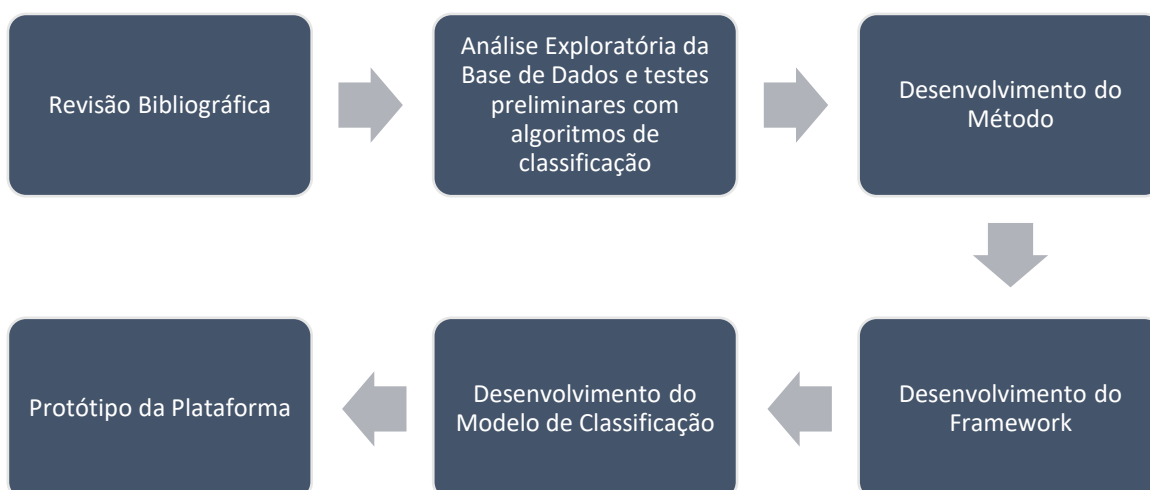 Revisão Bibliográfica
Análise Exploratória da
Base de Dados e testes
preliminares com
algoritmos de
classificação
Desenvolvimento do
Método
Desenvolvimento do
Framework
Desenvolvimento do
Modelo de Classificação
Protótipo da Plataforma